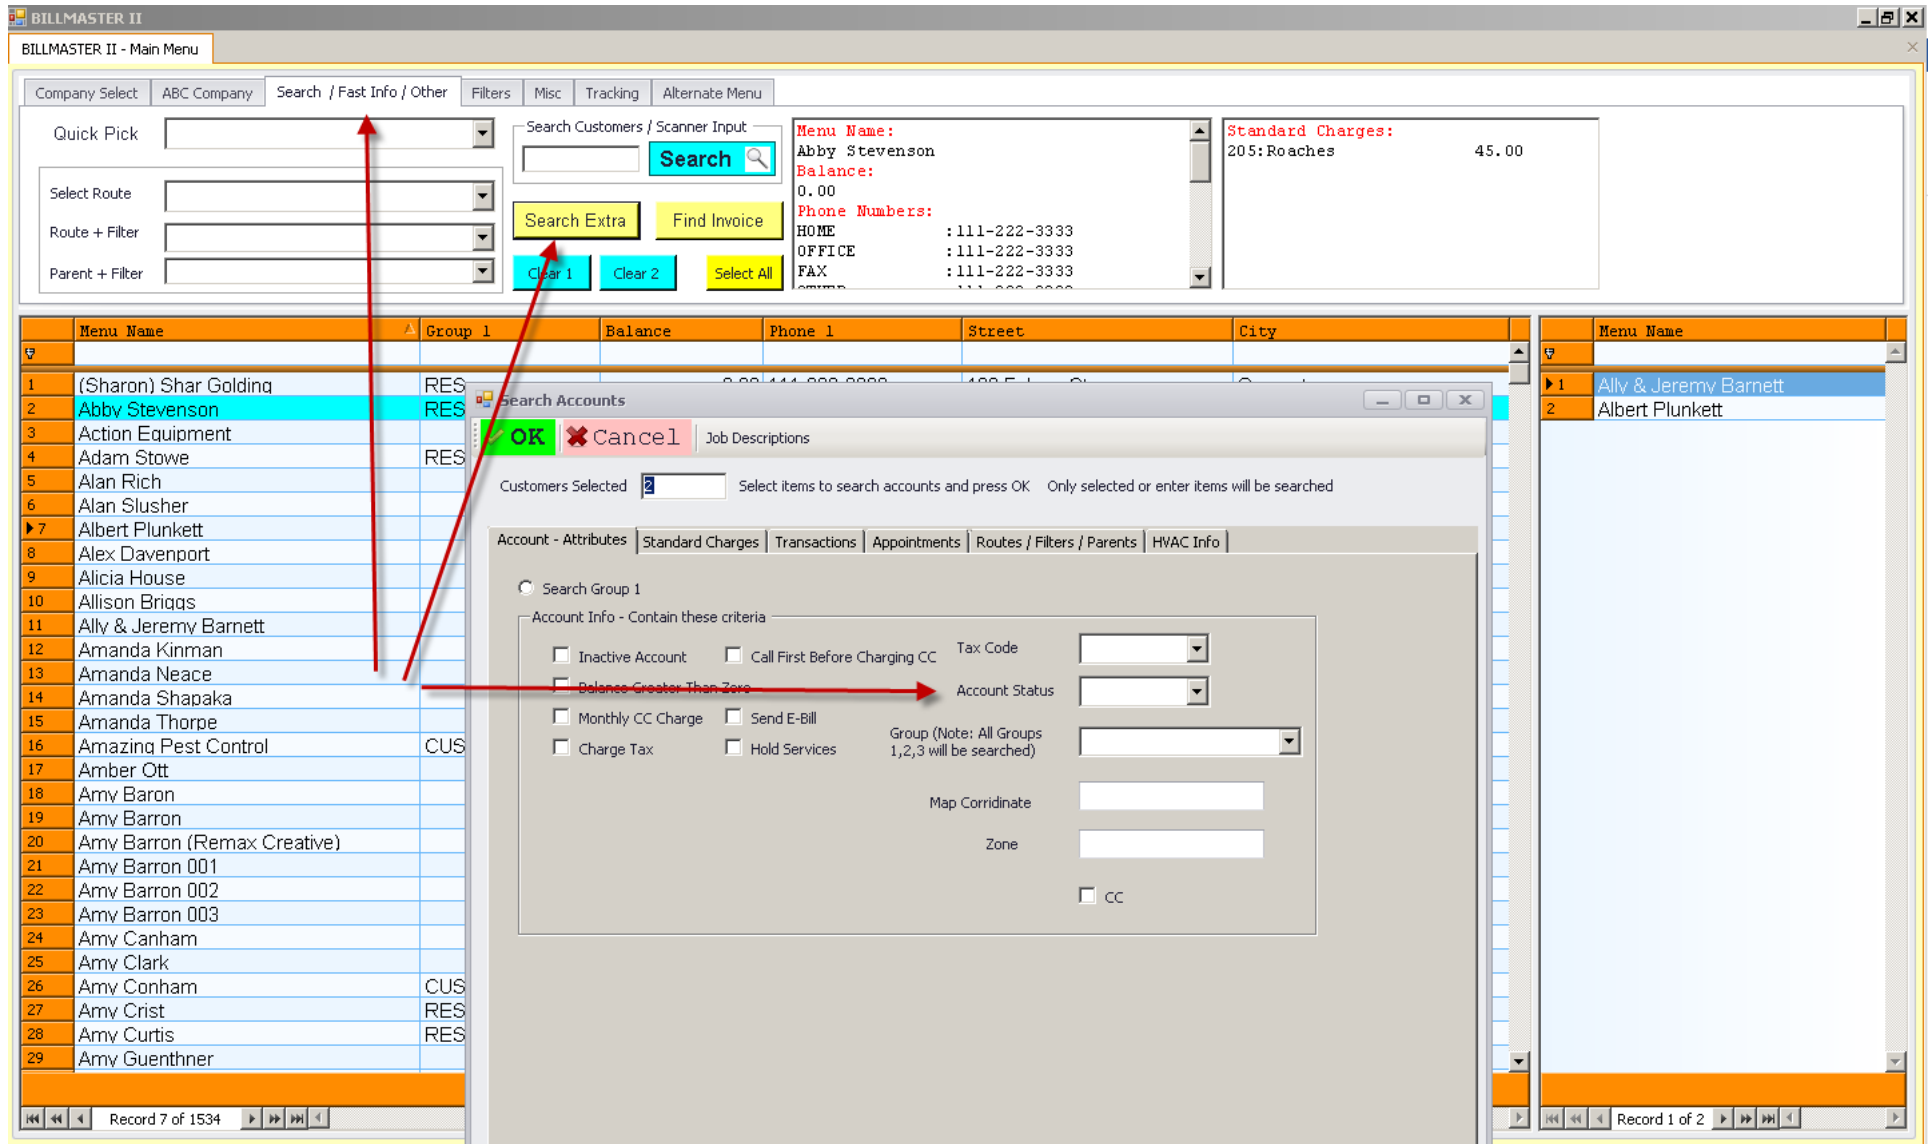 BILLMASTER II
BILLMASTER II - Main Menu
Company Select ABC Company Search / Fast Info / Other Filters Misc Tracking Alternate Menu
Quick Pick
Select Route
Route + Filter
Parent + Filter
Search Customers / Scanner Input
Search
Search Extra Find Invoice
Clear 1 Clear 2 Select All
Menu Name:
Abby Stevenson
Balance:
0.00
Phone Numbers:
HOME :111-222-3333
OFFICE :111-222-3333
FAX :111-222-3333
Standard Charges:
205:Roaches 45.00
Menu Name Group 1 Balance Phone 1 Street City
1 (Sharon) Shar Golding RES
2 Abby Stevenson RES
3 Action Equipment
4 Adam Stowe RES
5 Alan Rich
6 Alan Slusher
7 Albert Plunkett
8 Alex Davenport
9 Alicia House
10 Allison Briggs
11 Ally & Jeremy Barnett
12 Amanda Kinman
13 Amanda Neace
14 Amanda Shapaka
15 Amanda Thorpe
16 Amazing Pest Control CUS
17 Amber Ott
18 Amy Baron
19 Amy Barron
20 Amy Barron (Remax Creative)
21 Amy Barron 001
22 Amy Barron 002
23 Amy Barron 003
24 Amy Canham
25 Amy Clark
26 Amy Conham CUS
27 Amy Crist RES
28 Amy Curtis RES
29 Amy Guenthner
Record 7 of 1534
Menu Name
1 Ally & Jeremy Barnett
2 Albert Plunkett
Record 1 of 2
Search Accounts
OK Cancel Job Descriptions
Customers Selected 2 Select items to search accounts and press OK Only selected or enter items will be searched
Account - Attributes Standard Charges Transactions Appointments Routes / Filters / Parents HVAC Info
Search Group 1
Account Info - Contain these criteria
Inactive Account Call First Before Charging CC Tax Code
Balance Greater Than Zero Account Status
Monthly CC Charge Send E-Bill
Charge Tax Hold Services
Group (Note: All Groups
1,2,3 will be searched)
Map Corridinate
Zone
CC